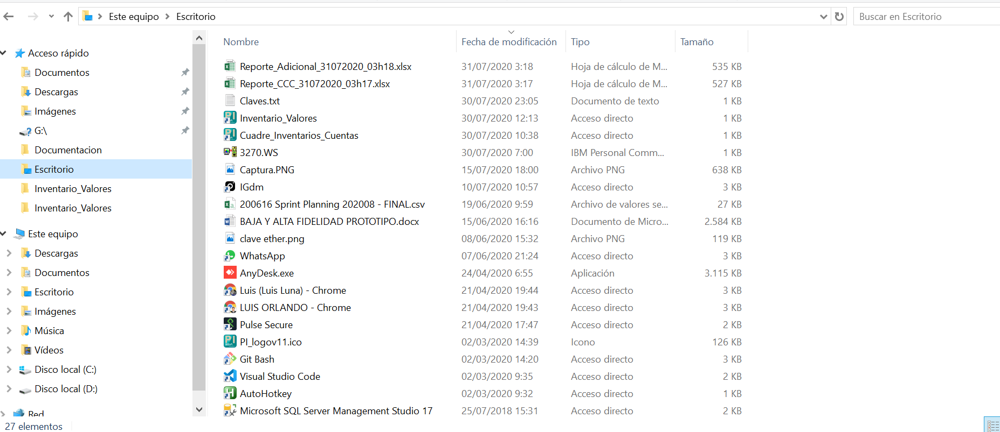 Este equipo > Escritorio
Buscar en Escritorio
Acceso rápido
Documentos
Descargas
Imágenes
G:\
Documentacion
Escritorio
Inventario_Valores
Inventario_Valores
Este equipo
Descargas
Documentos
Escritorio
Imágenes
Música
Vídeos
Disco local (C:)
Disco local (D:)
Red
Nombre Fecha de modificación Tipo Tamaño
Reporte_Adicional_31072020_03h18.xlsx 31/07/2020 3:18 Hoja de cálculo de M... 535 KB
Reporte_CCC_31072020_03h17.xlsx 31/07/2020 3:17 Hoja de cálculo de M... 527 KB
Claves.txt 30/07/2020 23:05 Documento de texto 1 KB
Inventario_Valores 30/07/2020 12:13 Acceso directo 1 KB
Cuadre_Inventarios_Cuentas 30/07/2020 10:38 Acceso directo 1 KB
3270.WS 30/07/2020 7:00 IBM Personal Comm... 1 KB
Captura.PNG 15/07/2020 18:00 Archivo PNG 638 KB
IGdm 10/07/2020 10:57 Acceso directo 3 KB
200616 Sprint Planning 202008 - FINAL.csv 19/06/2020 9:59 Archivo de valores se... 27 KB
BAJA Y ALTA FIDELIDAD PROTOTIPO.docx 15/06/2020 16:16 Documento de Micro... 2.584 KB
clave ether.png 08/06/2020 15:32 Archivo PNG 119 KB
WhatsApp 07/06/2020 21:24 Acceso directo 3 KB
AnyDesk.exe 24/04/2020 6:55 Aplicación 3.115 KB
Luis (Luis Luna) - Chrome 21/04/2020 19:44 Acceso directo 3 KB
LUIS ORLANDO - Chrome 21/04/2020 19:43 Acceso directo 3 KB
Pulse Secure 21/04/2020 17:47 Acceso directo 2 KB
PI_logov11.ico 02/03/2020 14:39 Icono 126 KB
Git Bash 02/03/2020 14:20 Acceso directo 3 KB
Visual Studio Code 02/03/2020 9:35 Acceso directo 2 KB
AutoHotkey 02/03/2020 9:32 Acceso directo 1 KB
Microsoft SQL Server Management Studio 17 25/07/2018 15:31 Acceso directo 2 KB
27 elementos